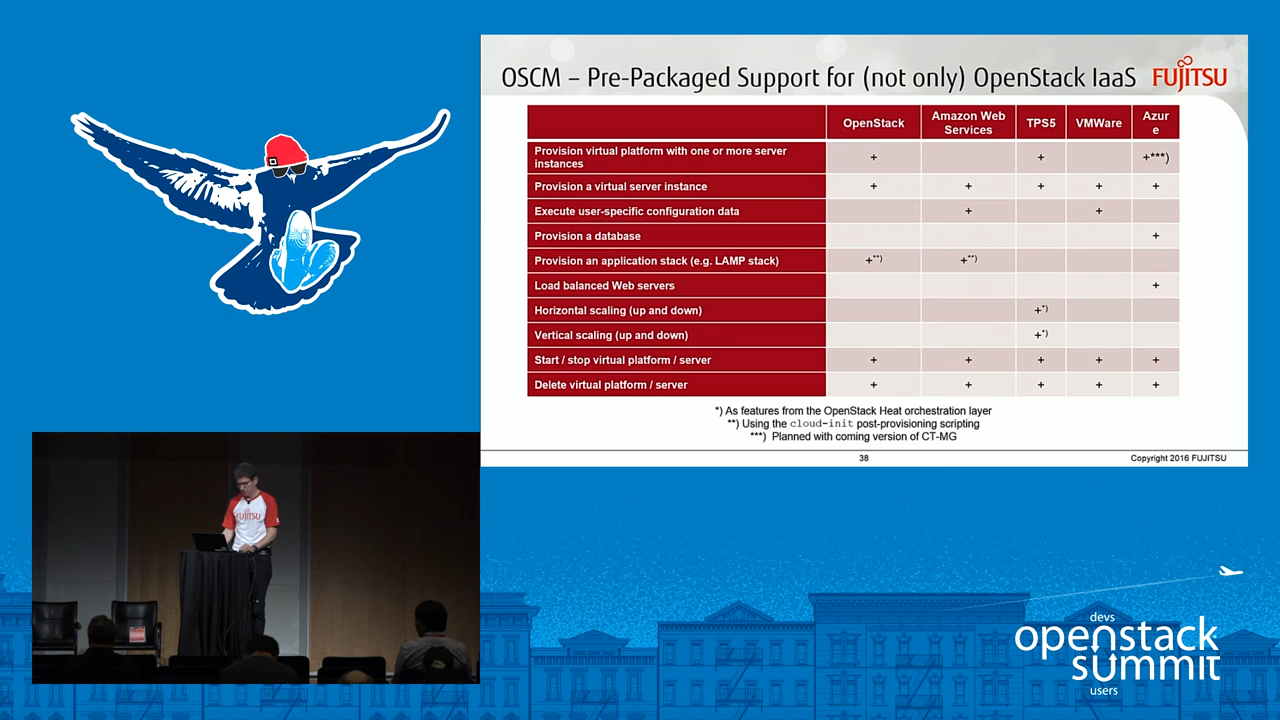 OSCM – Pre-Packaged Support for (not only) OpenStack IaaS
FUJITSU
OpenStack
Amazon Web
Services
TPS5
VMWare
Azur
e
Provision virtual platform with one or more server
instances
+ + +***)
Provision a virtual server instance
+ + + + +
Execute user-specific configuration data
+ +
Provision a database
+
Provision an application stack (e.g. LAMP stack)
+**) +**)
Load balanced Web servers
+
Horizontal scaling (up and down)
+*)
Vertical scaling (up and down)
+*)
Start / stop virtual platform / server
+ + + + +
Delete virtual platform / server
+ + + + +
*) As features from the OpenStack Heat orchestration layer
**) Using the cloud-init post-provisioning scripting
***) Planned with coming version of CT-MG
38
Copyright 2016 FUJITSU
FUJITSU
devs
openstack
summit
users